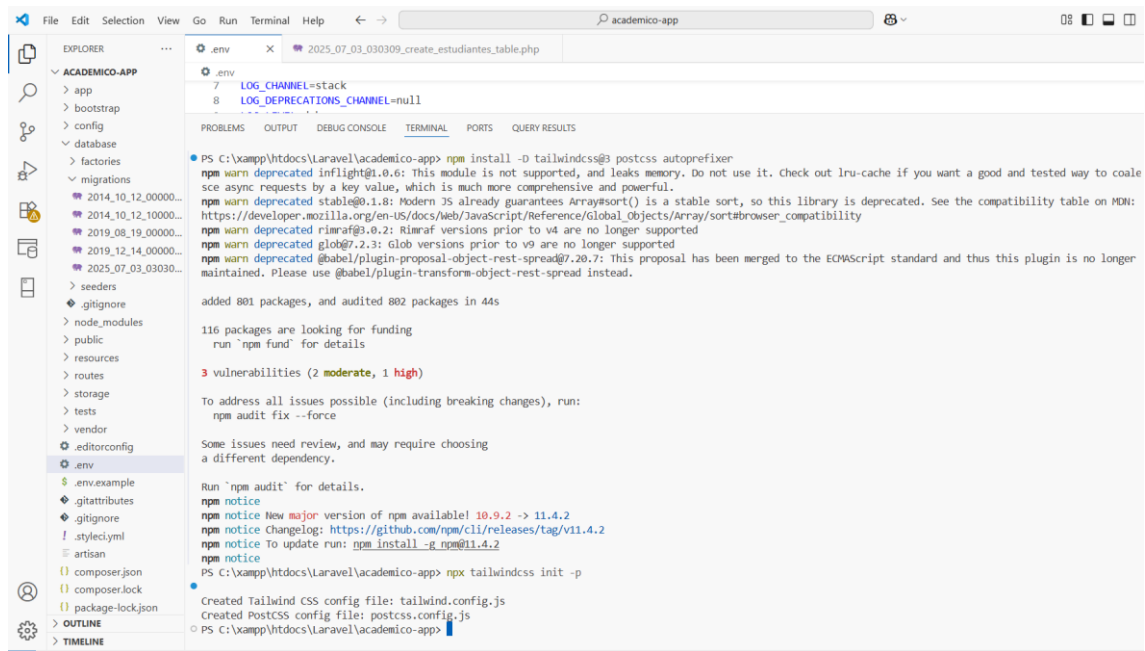 File Edit Selection View Go Run Terminal Help
academico-app
EXPLORER
ACADEMICO-APP
app
bootstrap
config
database
factories
migrations
2014_10_12_00000...
2014_10_12_10000...
2019_08_19_00000...
2019_12_14_00000...
2025_07_03_03030...
seeders
.gitignore
node_modules
public
resources
routes
storage
tests
vendor
.editorconfig
.env
.env.example
.gitattributes
.gitignore
.styleci.yml
artisan
composer.json
composer.lock
package-lock.json
OUTLINE
TIMELINE
.env 2025_07_03_030309_create_estudiantes_table.php
.env
7 LOG_CHANNEL=stack
8 LOG_DEPRECATIONS_CHANNEL=null
PROBLEMS OUTPUT DEBUG CONSOLE TERMINAL PORTS QUERY RESULTS
PS C:\xampp\htdocs\Laravel\academico-app> npm install -D tailwindcss@3 postcss autoprefixer
npm warn deprecated inflight@1.0.6: This module is not supported, and leaks memory. Do not use it. Check out lru-cache if you want a good and tested way to coale
sce async requests by a key value, which is much more comprehensive and powerful.
npm warn deprecated stable@0.1.8: Modern JS already guarantees Array#sort() is a stable sort, so this library is deprecated. See the compatibility table on MDN:
https://developer.mozilla.org/en-US/docs/Web/JavaScript/Reference/Global_Objects/Array/sort#browser_compatibility
npm warn deprecated rimraf@3.0.2: Rimraf versions prior to v4 are no longer supported
npm warn deprecated glob@7.2.3: Glob versions prior to v9 are no longer supported
npm warn deprecated @babel/plugin-proposal-object-rest-spread@7.20.7: This proposal has been merged to the ECMAScript standard and thus this plugin is no longer
maintained. Please use @babel/plugin-transform-object-rest-spread instead.
added 801 packages, and audited 802 packages in 44s
116 packages are looking for funding
run `npm fund` for details
3 vulnerabilities (2 moderate, 1 high)
To address all issues possible (including breaking changes), run:
npm audit fix --force
Some issues need review, and may require choosing
a different dependency.
Run `npm audit` for details.
npm notice
npm notice New major version of npm available! 10.9.2 -> 11.4.2
npm notice Changelog: https://github.com/npm/cli/releases/tag/v11.4.2
npm notice To update run: npm install -g npm@11.4.2
npm notice
PS C:\xampp\htdocs\Laravel\academico-app> npx tailwindcss init -p
Created Tailwind CSS config file: tailwind.config.js
Created PostCSS config file: postcss.config.js
PS C:\xampp\htdocs\Laravel\academico-app>